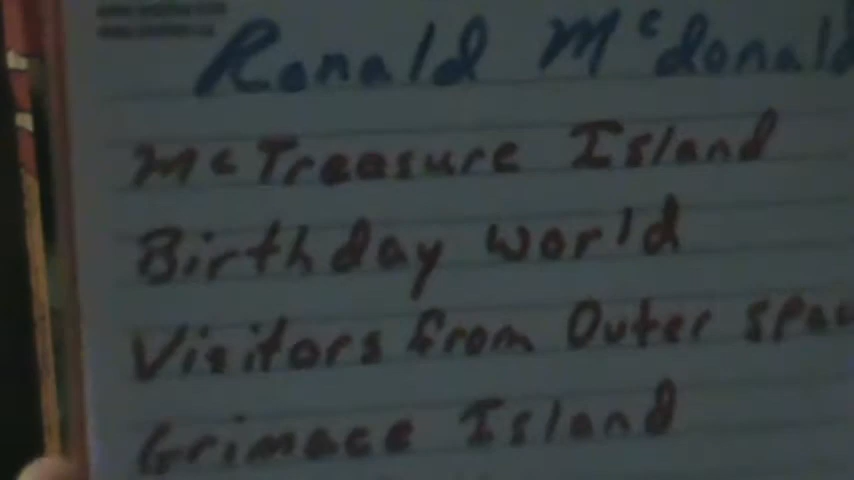 Ronald McDonald
McTreasure Island
Birthday world
Visitors from Outer
Grimace Island